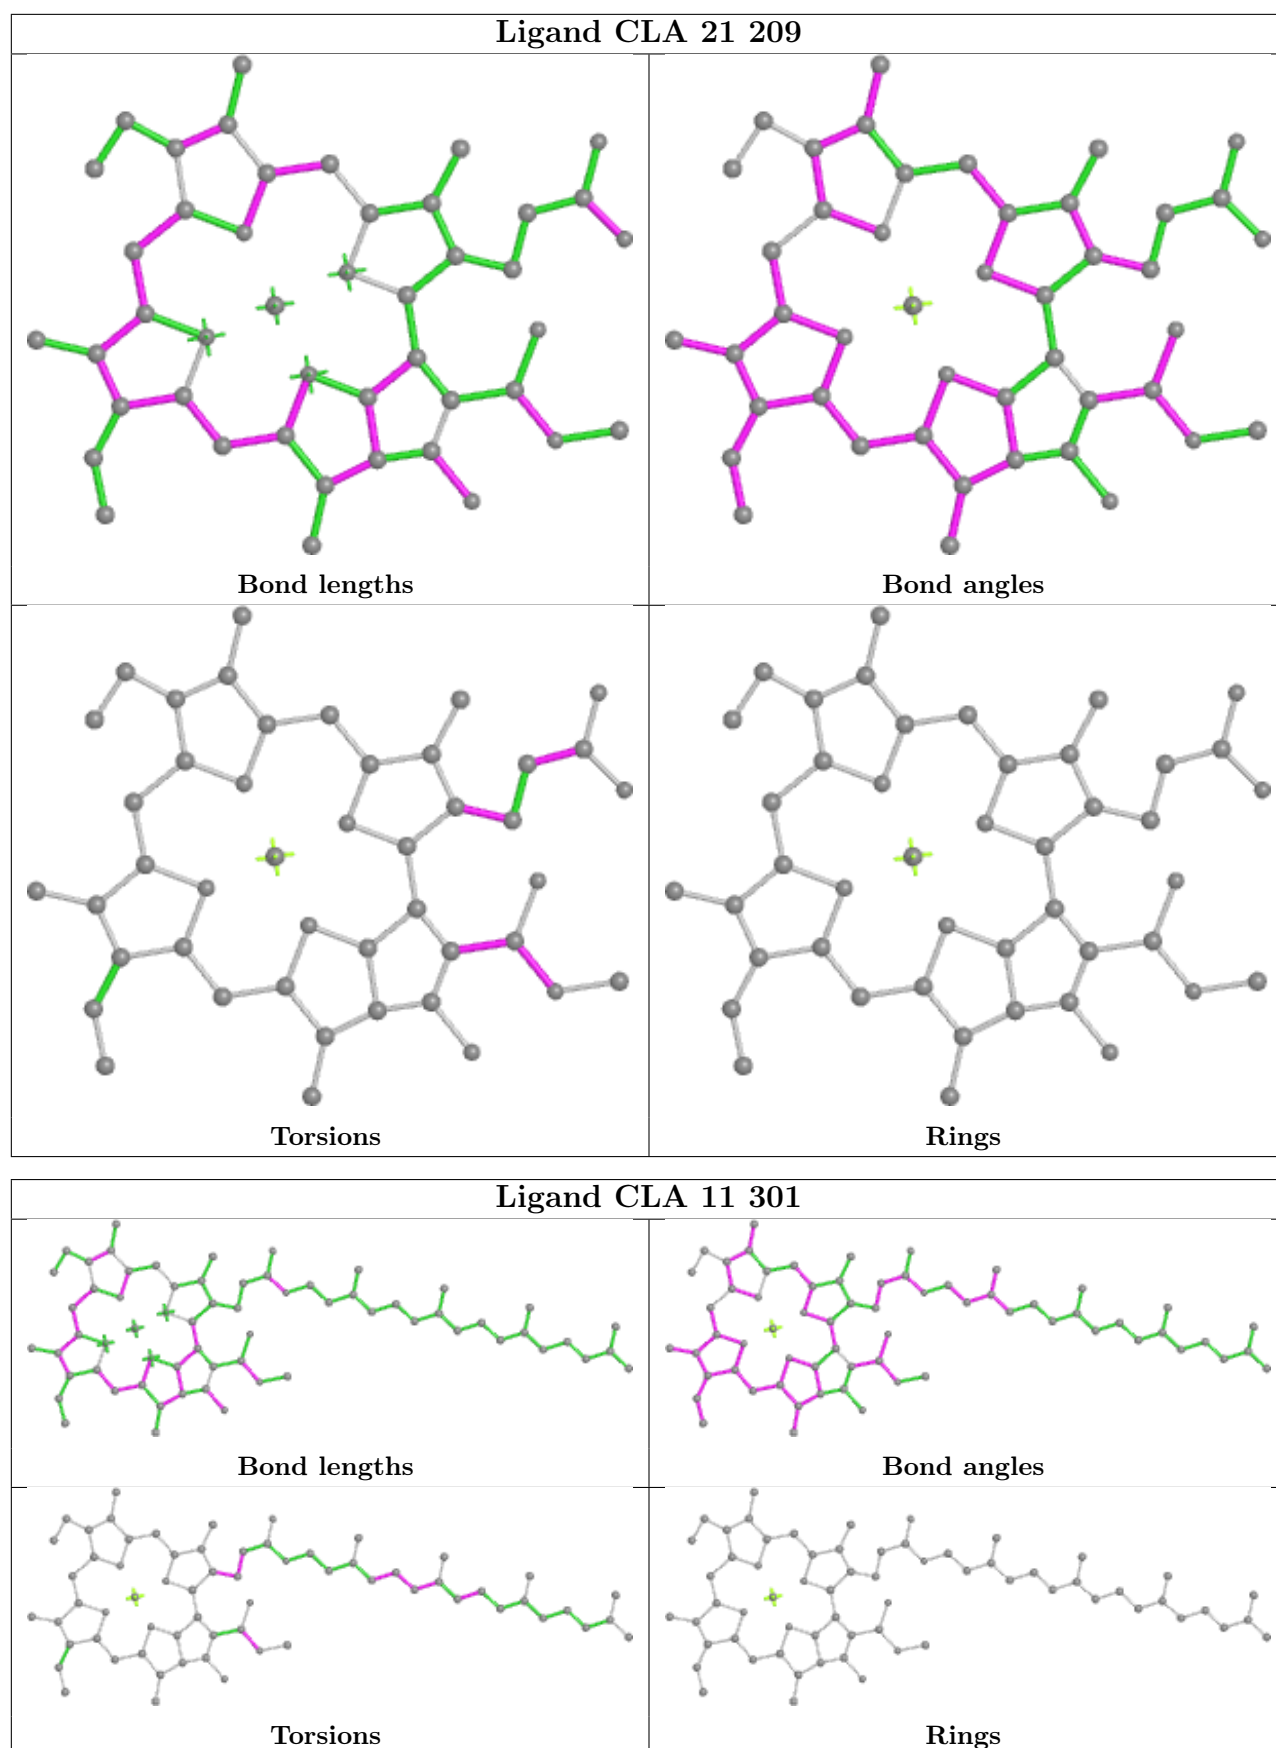 Ligand CLA 21 209
Bond lengths
Bond angles
Torsions
Rings
Ligand CLA 11 301
Bond lengths
Bond angles
Torsions
Rings